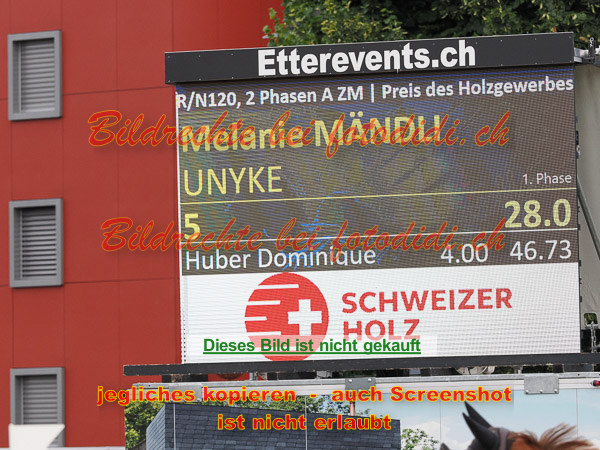 Etterevents.ch
R/N120, 2 Phasen A ZM | Preis des Holzgewerbes
Bildrechte bei fotodidi.ch
Melanie MÄNDLI
UNYKE
1. Phase
5 28.0
Bildrechte bei fotodidi.ch
Huber Dominique 4.00 46.73
SCHWEIZER
HOLZ
Dieses Bild ist nicht gekauft
jegliches kopieren - auch Screenshot
ist nicht erlaubt